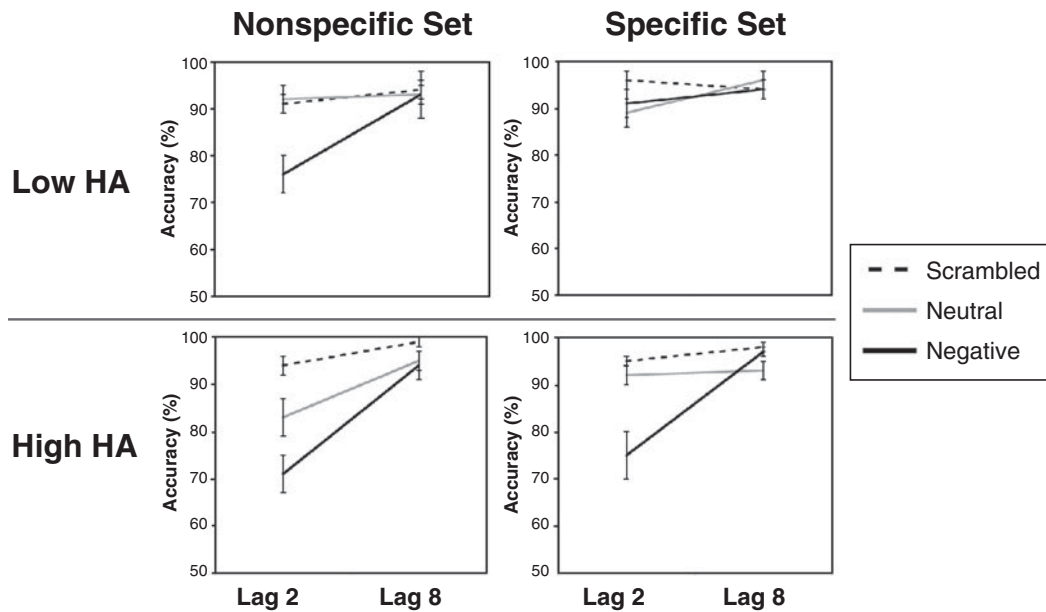 Nonspecific Set
Specific Set
Low HA
Accuracy (%)
100
90
80
70
60
50
Accuracy (%)
100
90
80
70
60
50
Scrambled
Neutral
Negative
High HA
Accuracy (%)
100
90
80
70
60
50
Lag 2
Lag 8
Accuracy (%)
100
90
80
70
60
50
Lag 2
Lag 8